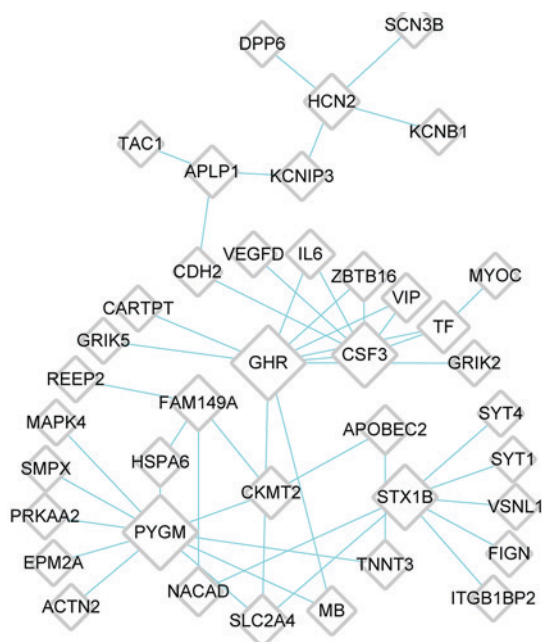 SCN3B
DPP6
HCN2
KCNB1
TAC1
APLP1
KCNIP3
VEGFD
IL6
CDH2
ZBTB16
MYOC
CARTPT
VIP
GRIK5
TF
GHR
CSF3
GRIK2
REEP2
FAM149A
MAPK4
APOBEC2
SYT4
HSPA6
SMPX
SYT1
CKMT2
STX1B
PRKAA2
VSNL1
PYGM
EPM2A
TNNT3
FIGN
NACAD
ACTN2
SLC2A4
MB
ITGB1BP2